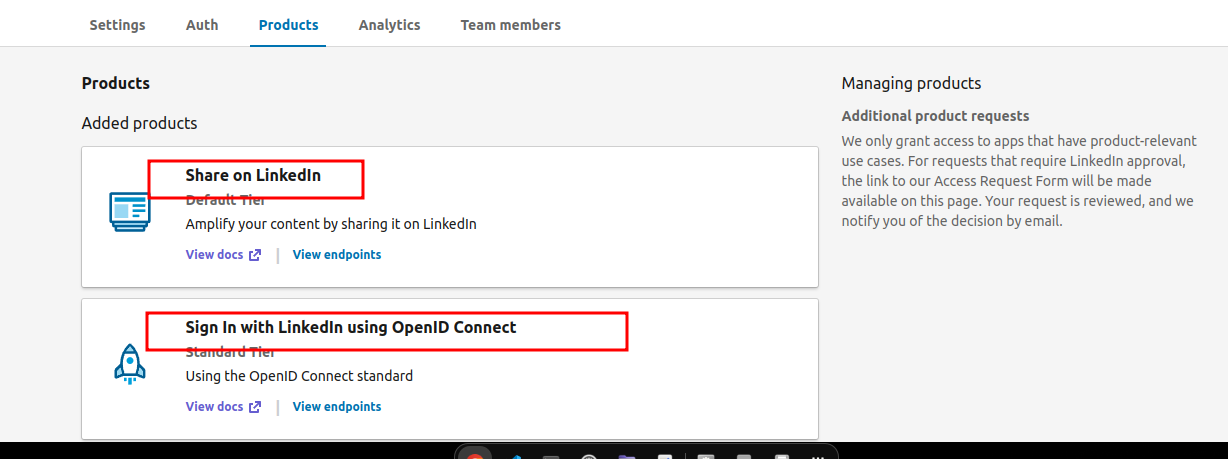 Settings Auth Products Analytics Team members
Products
Added products
Share on LinkedIn
Default Tier
Amplify your content by sharing it on LinkedIn
View docs | View endpoints
Sign In with LinkedIn using OpenID Connect
Standard Tier
Using the OpenID Connect standard
View docs | View endpoints
Managing products
Additional product requests
We only grant access to apps that have product-relevant
use cases. For requests that require LinkedIn approval,
the link to our Access Request Form will be made
available on this page. Your request is reviewed, and we
notify you of the decision by email.